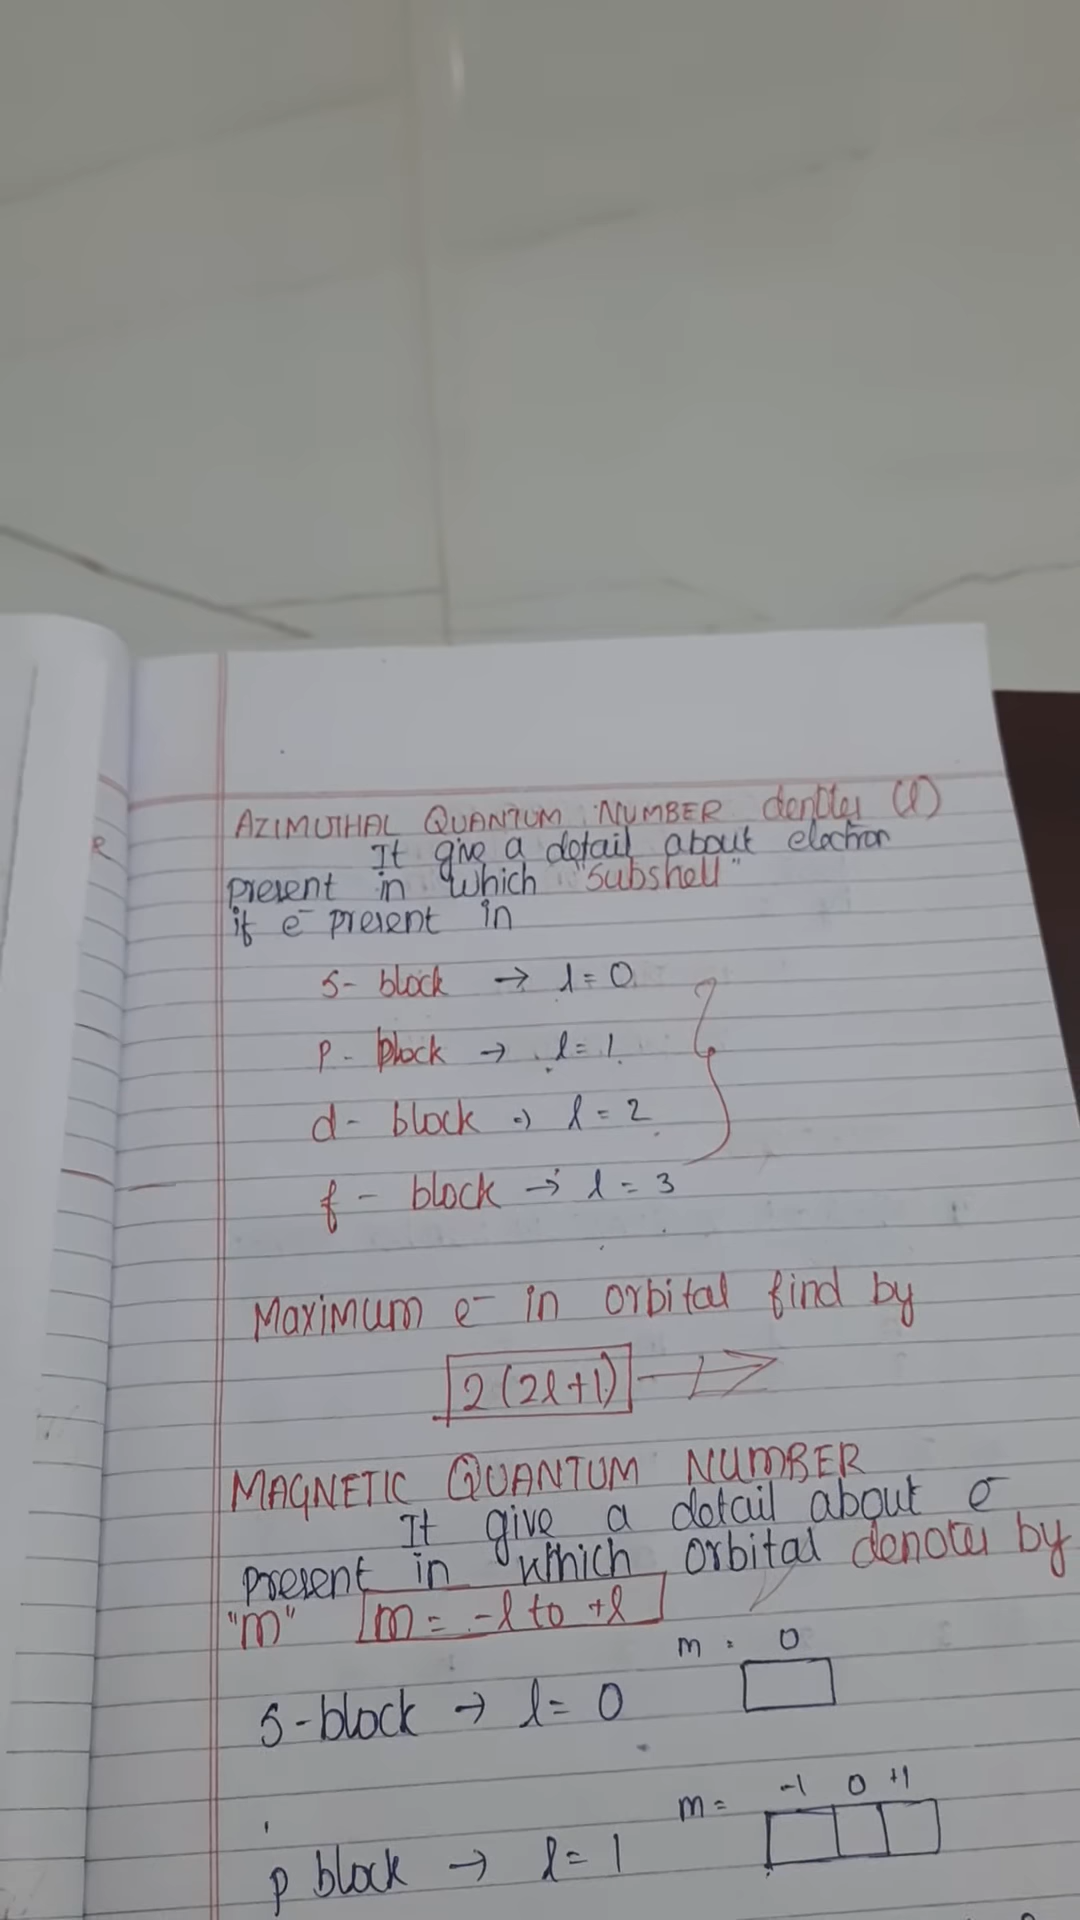 AZIMUTHAL QUANTUM NUMBER denotes (l)
It give a detail about electron
present in which "subshell"
if e⁻ present in
s- block → l = 0
p - block → l = 1
d - block → l = 2
f - block → l = 3
Maximum e⁻ in orbital find by
2(2l+1)
MAGNETIC QUANTUM NUMBER
It give a detail about e⁻
present in which orbital denotes by
"m" m = -l to +l
m : 0
s-block → l = 0
m = -1 0 +1
p block → l = 1